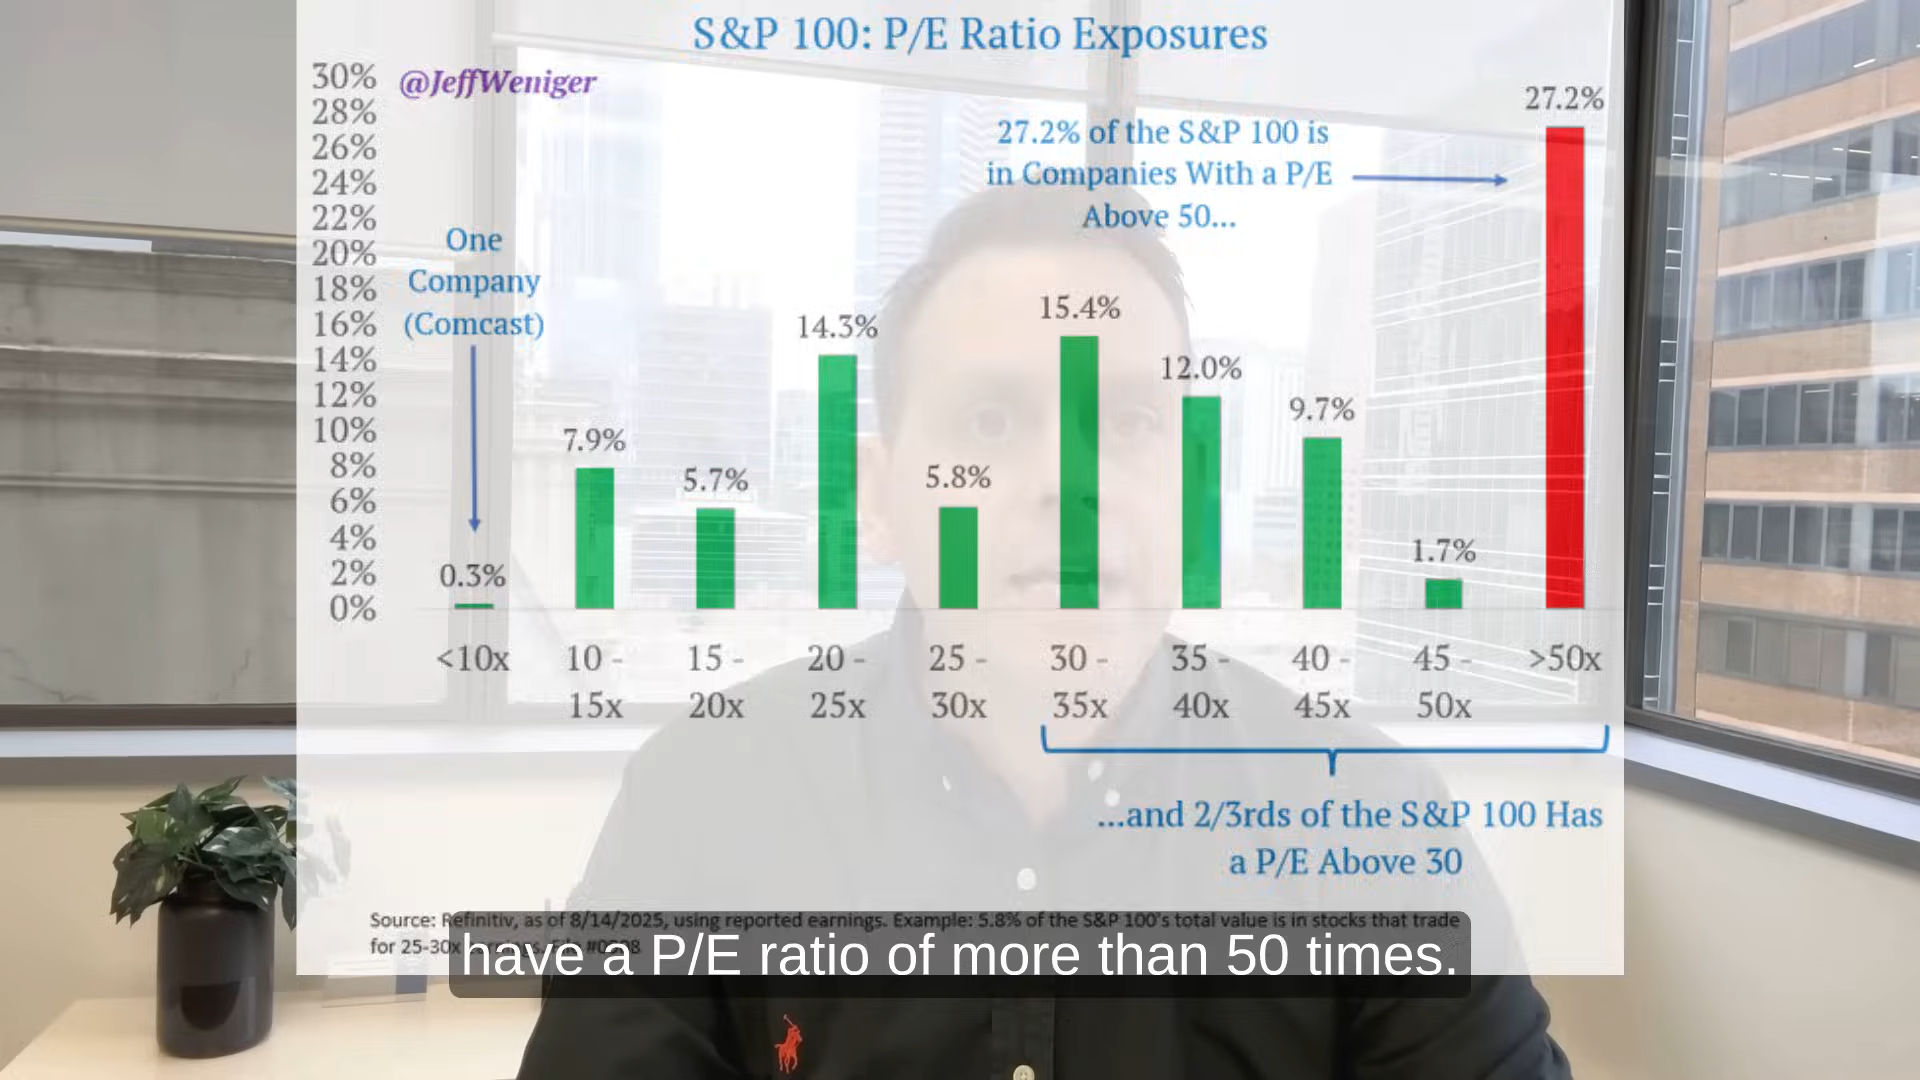 S&P 100: P/E Ratio Exposures
@JeffWeniger
30%
28%
26%
24%
22%
20%
18%
16%
14%
12%
10%
8%
6%
4%
2%
0%
One
Company
(Comcast)
27.2% of the S&P 100 is
in Companies With a P/E
Above 50...
0.3%
7.9%
5.7%
14.3%
5.8%
15.4%
12.0%
9.7%
1.7%
27.2%
<10x
10 -
15x
15 -
20x
20 -
25x
25 -
30x
30 -
35x
35 -
40x
40 -
45x
45 -
50x
>50x
...and 2/3rds of the S&P 100 Has
a P/E Above 30
Source: Refinitiv, as of 8/14/2025, using reported earnings. Example: 5.8% of the S&P 100's total value is in stocks that trade
for 25-30x earnings.
have a P/E ratio of more than 50 times.